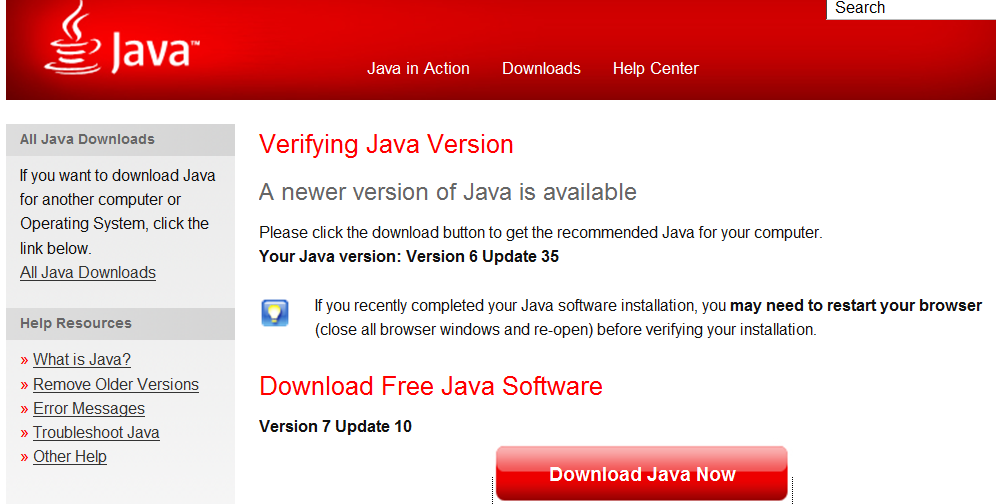 Search
Java™
Java in Action Downloads Help Center
All Java Downloads
If you want to download Java
for another computer or
Operating System, click the
link below.
All Java Downloads
Help Resources
» What is Java?
» Remove Older Versions
» Error Messages
» Troubleshoot Java
» Other Help
Verifying Java Version
A newer version of Java is available
Please click the download button to get the recommended Java for your computer.
Your Java version: Version 6 Update 35
If you recently completed your Java software installation, you may need to restart your browser
(close all browser windows and re-open) before verifying your installation.
Download Free Java Software
Version 7 Update 10
Download Java Now